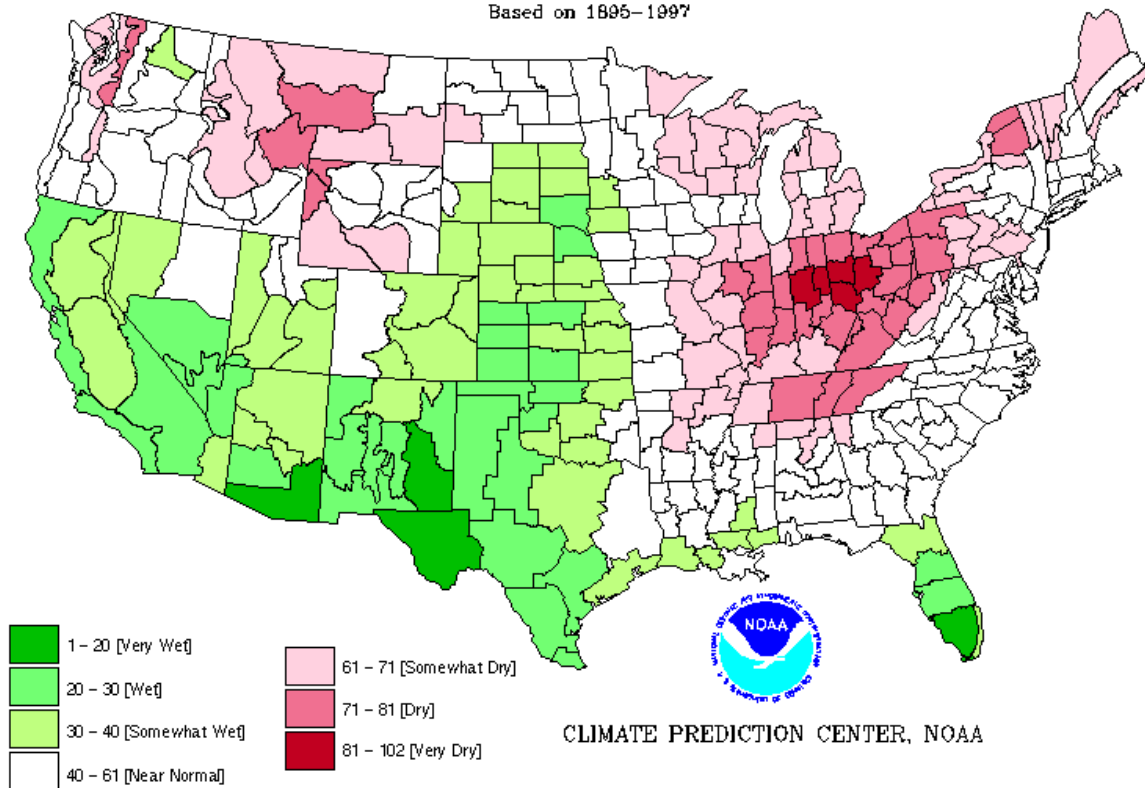 Based on 1895-1997
1 - 20 [Very Wet]
20 - 30 [Wet]
30 - 40 [Somewhat Wet]
40 - 61 [Near Normal]
61 - 71 [Somewhat Dry]
71 - 81 [Dry]
81 - 102 [Very Dry]
NOAA
CLIMATE PREDICTION CENTER, NOAA